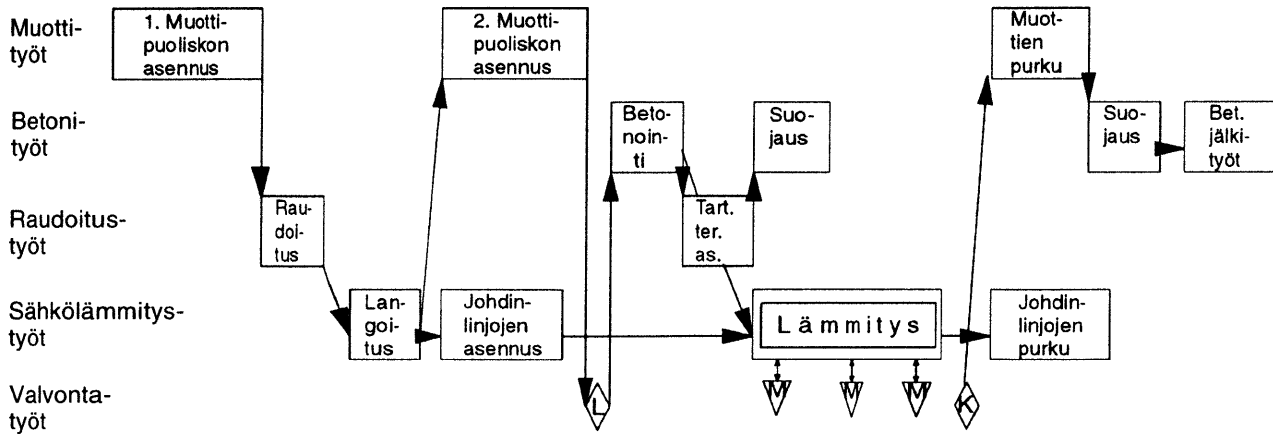 Muotti-
työt
1. Muotti-
puoliskon
asennus
2. Muotti-
puoliskon
asennus
Muot-
tien
purku
Betoni-
työt
Beto-
noin-
ti
Suo-
jaus
Suo-
jaus
Bet.
jälki-
työt
Raudoitus-
työt
Rau-
doi-
tus
Tart.
ter.
as.
Sähkölämmitys-
työt
Lan-
goi-
tus
Johdin-
linjojen
asennus
Lämmitys
Johdin-
linjojen
purku
Valvonta-
työt
L
M
M
M
K